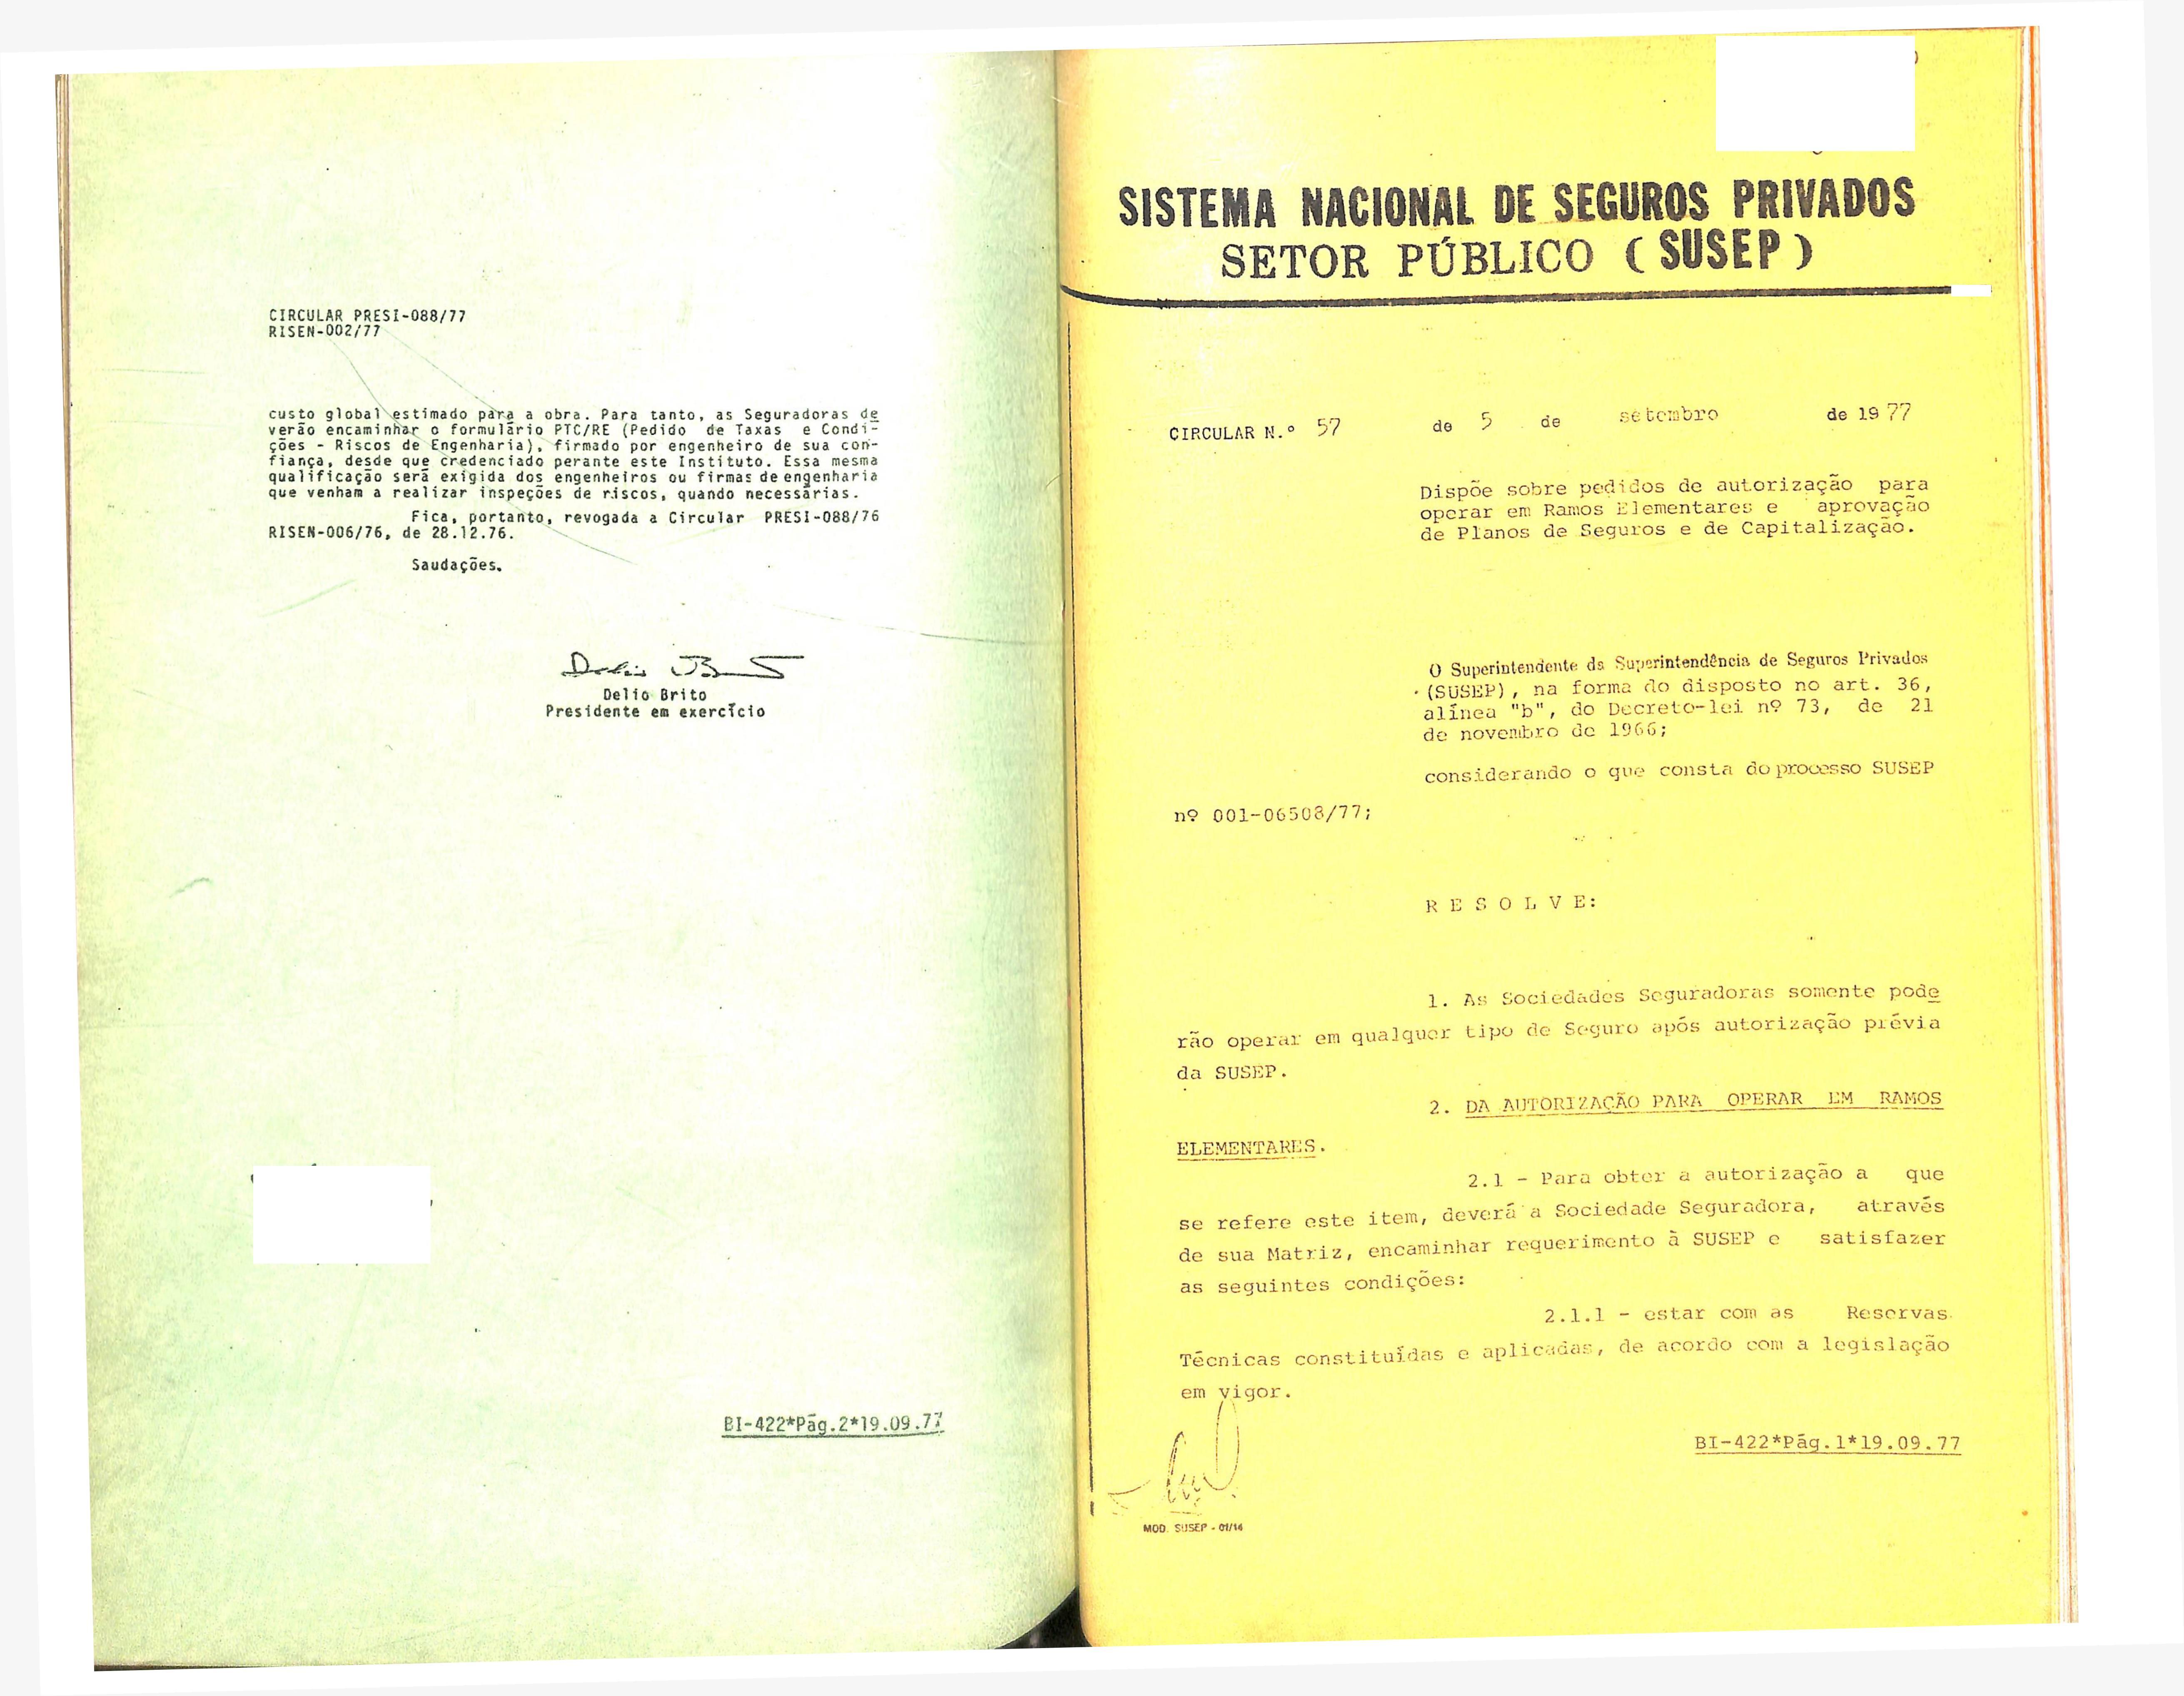 CIRCULAR PRESI-088/77
RISEN-002/77
custo global estimado para a obra. Para tanto, as Seguradoras de
verão encaminhar o formulário PTC/RE (Pedido de Taxas e Condi-
ções - Riscos de Engenharia), firmado por engenheiro de sua con-
fiança, desde que credenciado perante este Instituto. Essa mesma
qualificação será exigida dos engenheiros ou firmas de engenharia
que venham a realizar inspeções de riscos, quando necessárias.
Fica, portanto, revogada a Circular PRESI-088/76
RISEN-006/76, de 28.12.76.
Saudações.
Delio Brito
Presidente em exercício
BI-422*Pág.2*19.09.77
SISTEMA NACIONAL DE SEGUROS PRIVADOS
SETOR PÚBLICO (SUSEP)
CIRCULAR N.º 57 de 5 de setembro de 1977
Dispõe sobre pedidos de autorização para
operar em Ramos Elementares e aprovação
de Planos de Seguros e de Capitalização.
O Superintendente da Superintendência de Seguros Privados
(SUSEP), na forma do disposto no art. 36,
alínea "b", do Decreto-lei nº 73, de 21
de novembro de 1966;
considerando o que consta do processo SUSEP
nº 001-06508/77;
R E S O L V E:
1. As Sociedades Seguradoras somente pode
rão operar em qualquer tipo de Seguro após autorização prévia
da SUSEP.
2. DA AUTORIZAÇÃO PARA OPERAR EM RAMOS
ELEMENTARES.
2.1 - Para obter a autorização a que
se refere este item, deverá a Sociedade Seguradora, através
de sua Matriz, encaminhar requerimento à SUSEP e satisfazer
as seguintes condições:
2.1.1 - estar com as Reservas
Técnicas constituídas e aplicadas, de acordo com a legislação
em vigor.
BI-422*Pág.1*19.09.77
MOD. SUSEP - 01/14